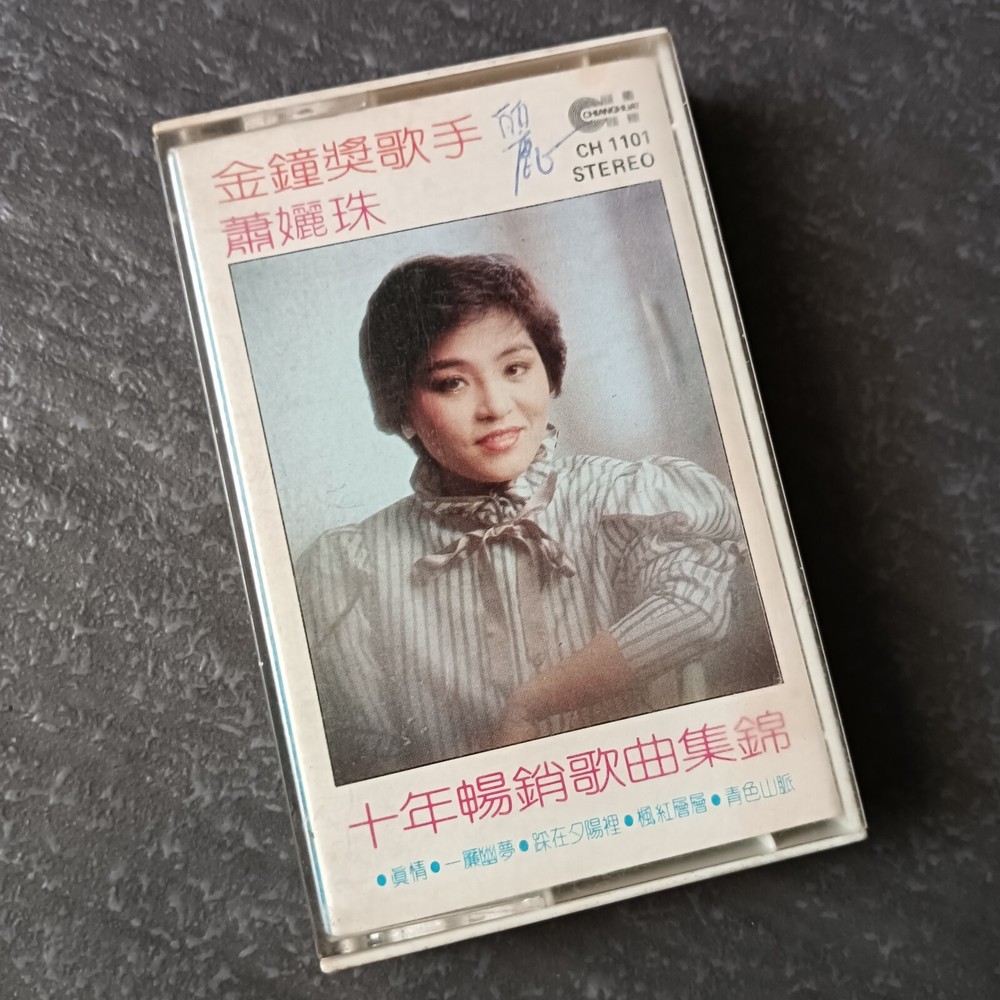 金鐘獎歌手
蕭孋珠
麗
CHIANG HUAT
CH 1101
STEREO
十年暢銷歌曲集錦
•真情•一簾幽夢•踩在夕陽裡•楓紅層層•青色山脈